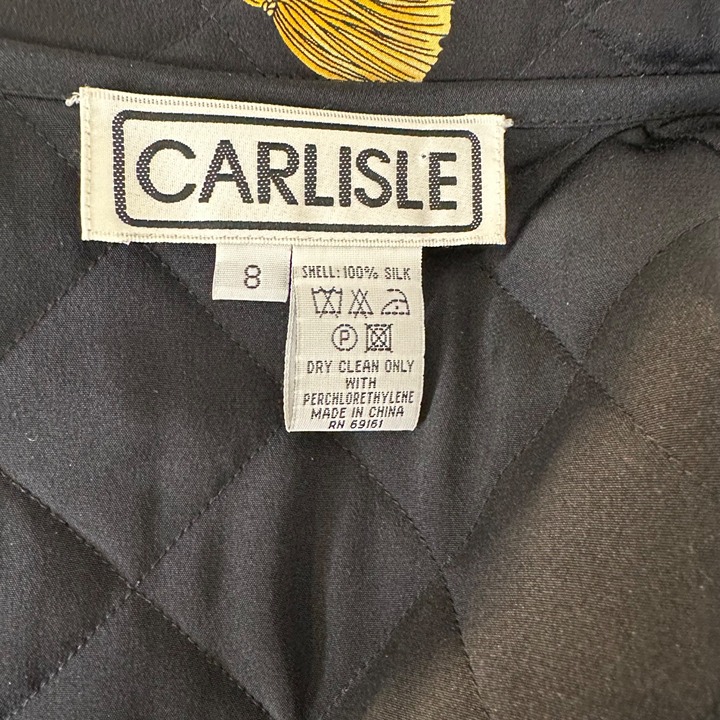 CARLISLE
8
SHELL: 100% SILK
P
DRY CLEAN ONLY
WITH
PERCHLORETHYLENE
MADE IN CHINA
RN 69161